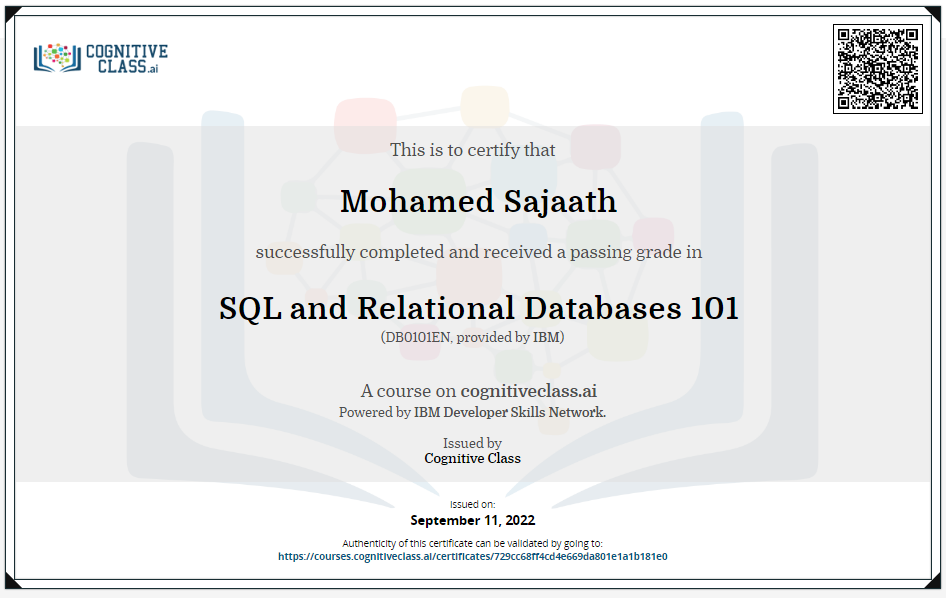 COGNITIVE
CLASS.ai
This is to certify that
Mohamed Sajaath
successfully completed and received a passing grade in
SQL and Relational Databases 101
(DB0101EN, provided by IBM)
A course on cognitiveclass.ai
Powered by IBM Developer Skills Network.
Issued by
Cognitive Class
Issued on:
September 11, 2022
Authenticity of this certificate can be validated by going to:
https://courses.cognitiveclass.ai/certificates/729cc68ff4cd4e669da801e1a1b181e0